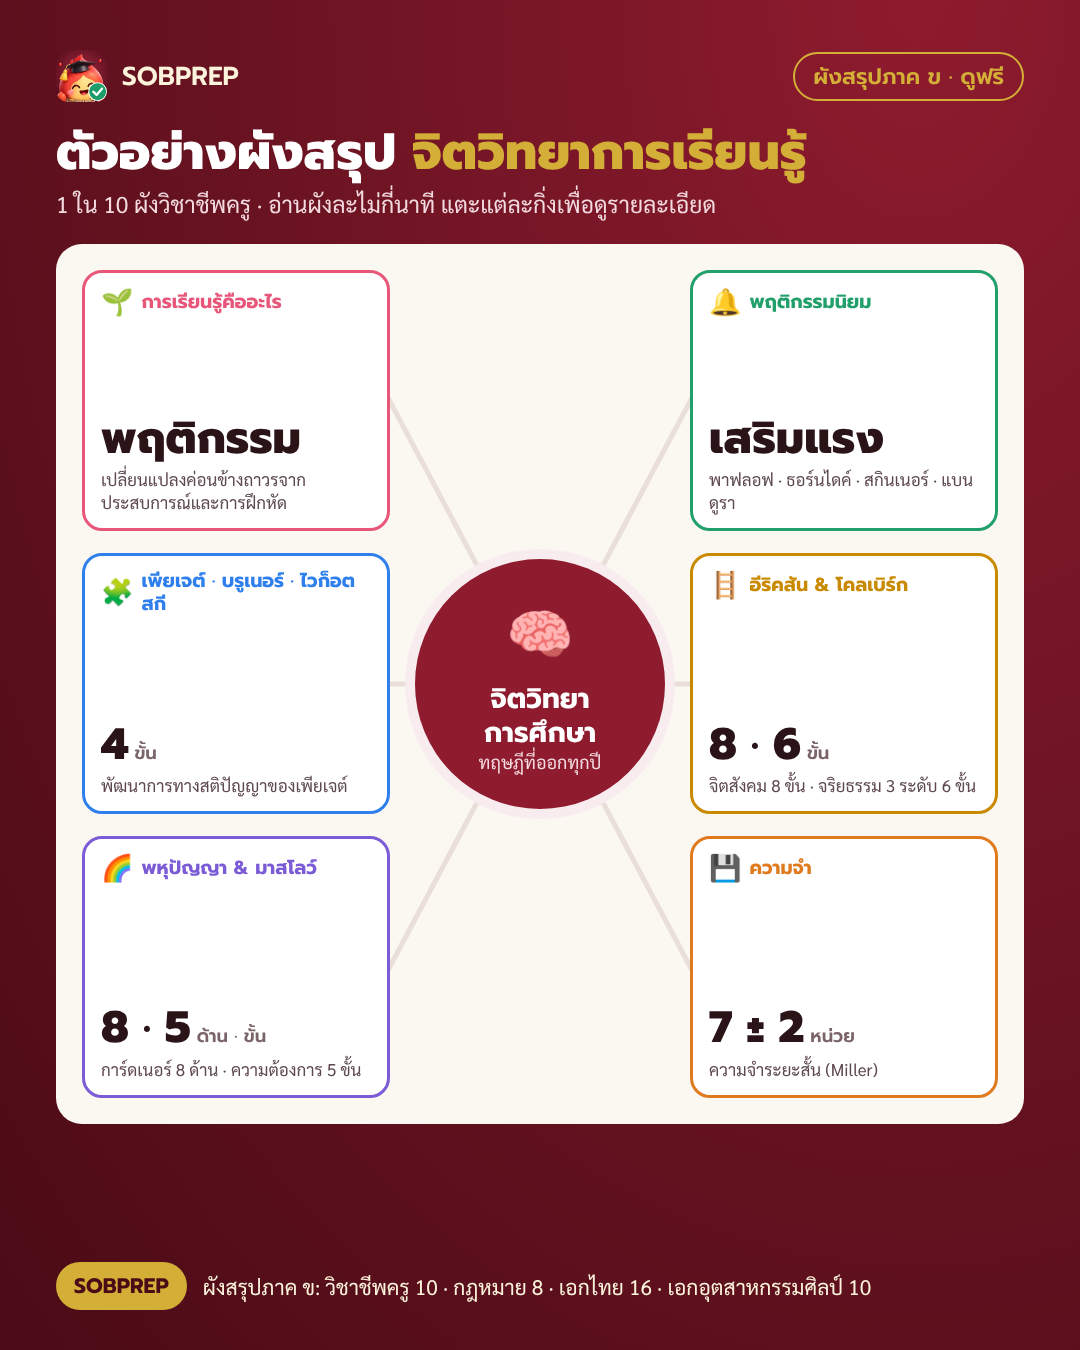 SOBPREP
ผังสรุปภาค ข · ดูฟรี
ตัวอย่างผังสรุป จิตวิทยาการเรียนรู้
1 ใน 10 ผังวิชาชีพครู · อ่านผังละไม่กี่นาที แตะแต่ละกิ่งเพื่อดูรายละเอียด
การเรียนรู้คืออะไร
พฤติกรรม
เปลี่ยนแปลงค่อนข้างถาวรจาก
ประสบการณ์และการฝึกหัด
พฤติกรรมนิยม
เสริมแรง
พาฟลอฟ · ธอร์นไดค์ · สกินเนอร์ · แบน
ดูรา
เพียเจต์ · บรูเนอร์ · ไวก็อต
สกี
4 ขั้น
พัฒนาการทางสติปัญญาของเพียเจต์
จิตวิทยา
การศึกษา
ทฤษฎีที่ออกทุกปี
อีริคสัน & โคลเบิร์ก
8 · 6 ขั้น
จิตสังคม 8 ขั้น · จริยธรรม 3 ระดับ 6 ขั้น
พหุปัญญา & มาสโลว์
8 · 5 ด้าน · ขั้น
การ์ดเนอร์ 8 ด้าน · ความต้องการ 5 ขั้น
ความจำ
7 ± 2 หน่วย
ความจำระยะสั้น (Miller)
SOBPREP
ผังสรุปภาค ข: วิชาชีพครู 10 · กฎหมาย 8 · เอกไทย 16 · เอกอุตสาหกรรมศิลป์ 10